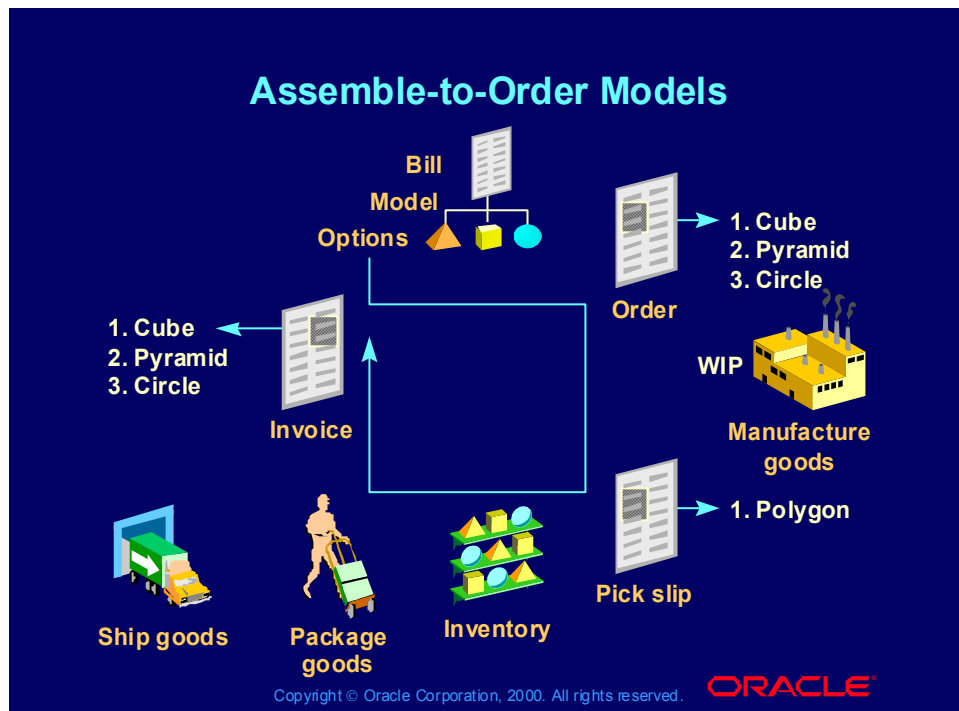 Assemble-to-Order Models
Bill
Model
Options
Order
1. Cube
2. Pyramid
3. Circle
WIP
Manufacture
goods
1. Cube
2. Pyramid
3. Circle
Invoice
Pick slip
1. Polygon
Inventory
Package
goods
Ship goods
Copyright © Oracle Corporation, 2000. All rights reserved.
ORACLE®